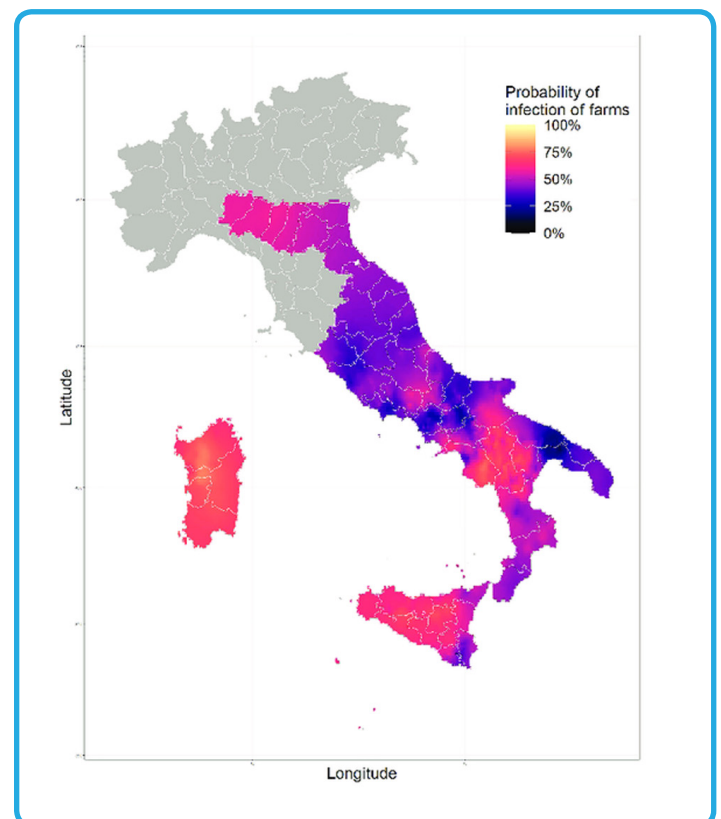 Probability of
infection of farms
100%
75%
50%
25%
0%
Latitude
Longitude